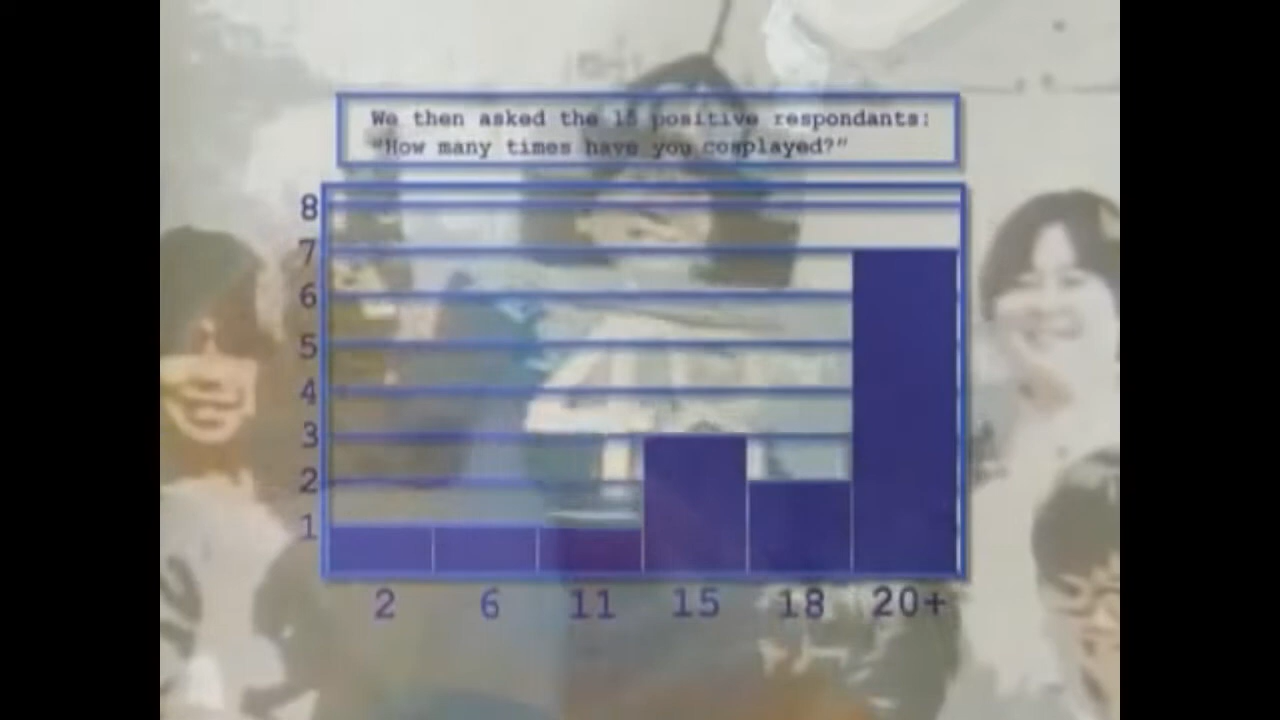 We then asked the 15 positive respondants:
"How many times have you cosplayed?"
8
7
6
5
4
3
2
1
2 6 11 15 18 20+